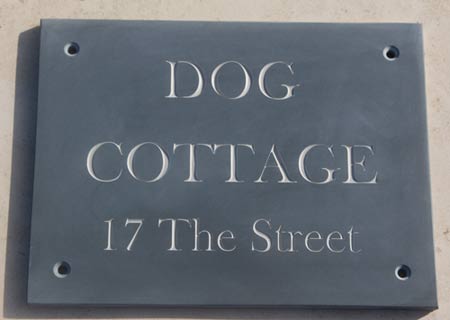 DOG
COTTAGE
17 The Street